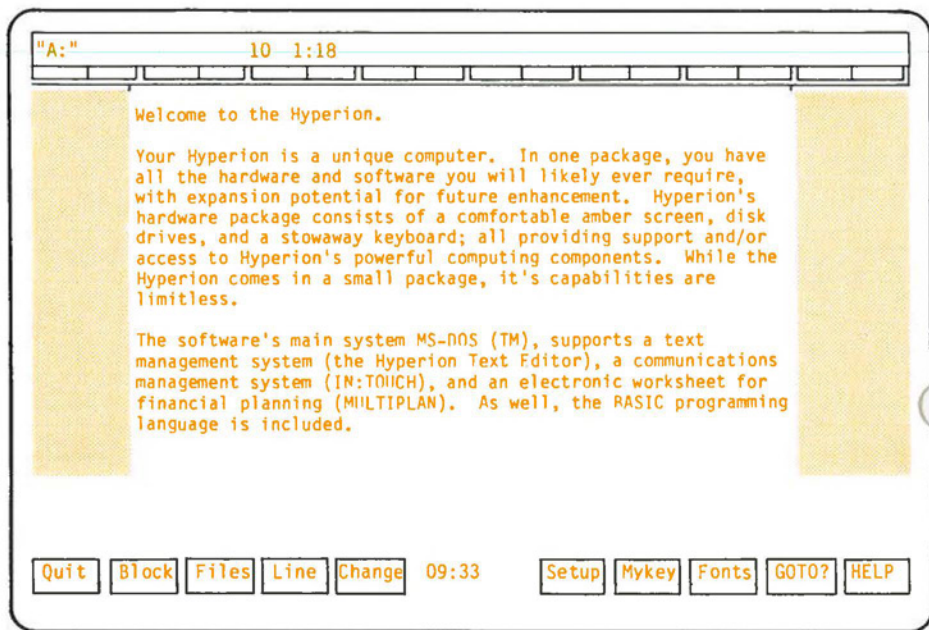 "A:" 10 1:18
Welcome to the Hyperion.
Your Hyperion is a unique computer. In one package, you have
all the hardware and software you will likely ever require,
with expansion potential for future enhancement. Hyperion's
hardware package consists of a comfortable amber screen, disk
drives, and a stowaway keyboard; all providing support and/or
access to Hyperion's powerful computing components. While the
Hyperion comes in a small package, it's capabilities are
limitless.
The software's main system MS-DOS (TM), supports a text
management system (the Hyperion Text Editor), a communications
management system (IN:TOUCH), and an electronic worksheet for
financial planning (MULTIPLAN). As well, the BASIC programming
language is included.
Quit Block Files Line Change 09:33 Setup Mykey Fonts GOTO? HELP